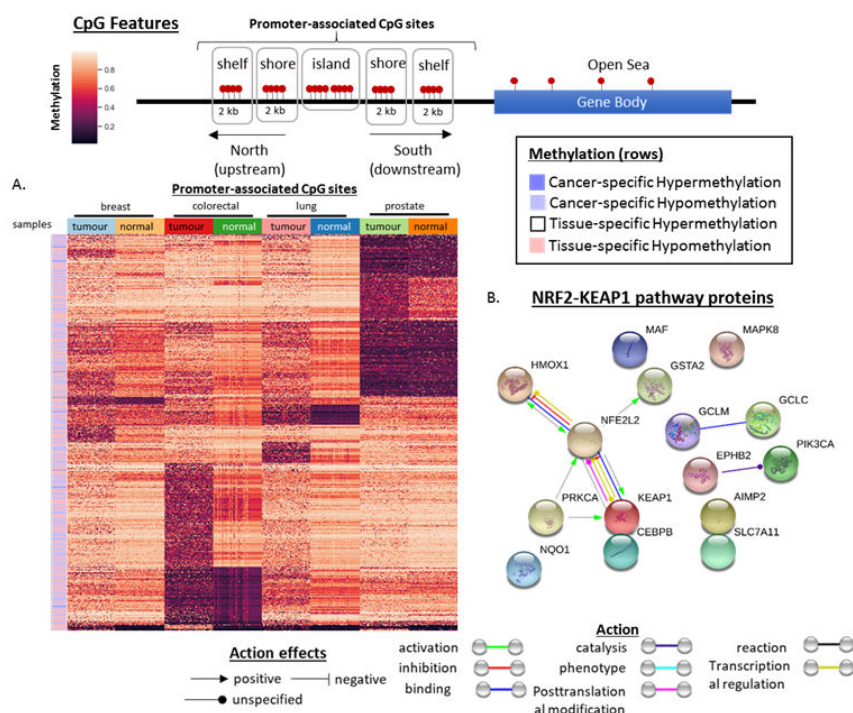 CpG Features
Promoter-associated CpG sites
Methylation
0.8
0.6
0.4
0.2
shelf
shore
island
shore
shelf
2 kb
2 kb
2 kb
2 kb
North
(upstream)
South
(downstream)
Open Sea
Gene Body
Methylation (rows)
Cancer-specific Hypermethylation
Cancer-specific Hypomethylation
Tissue-specific Hypermethylation
Tissue-specific Hypomethylation
A.
Promoter-associated CpG sites
breast
colorectal
lung
prostate
samples
tumour
normal
tumour
normal
tumour
normal
tumour
normal
B.
NRF2-KEAP1 pathway proteins
MAF
MAPK8
HMOX1
GSTA2
NFE2L2
GCLM
GCLC
EPHB2
PIK3CA
PRKCA
KEAP1
AIMP2
CEBPB
SLC7A11
NQO1
Action effects
positive
negative
unspecified
Action
activation
inhibition
binding
catalysis
phenotype
Posttranslation
al modification
reaction
Transcription
al regulation